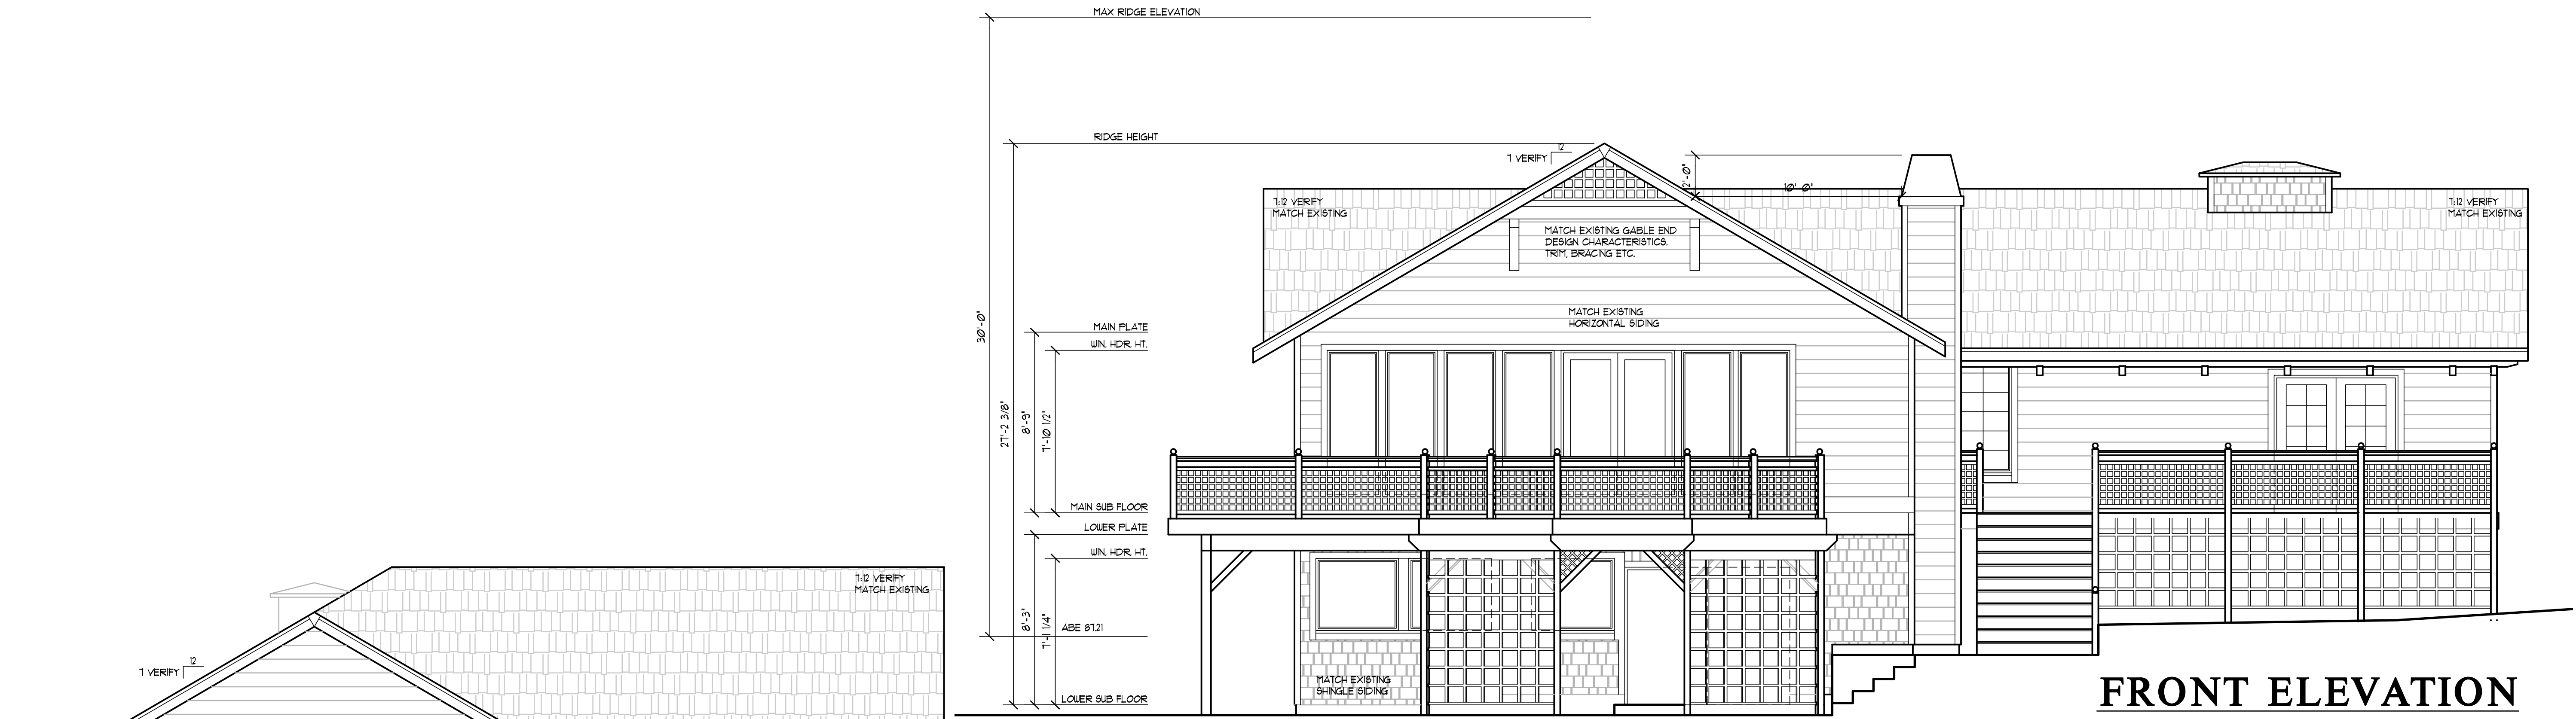 MAX RIDGE ELEVATION
RIDGE HEIGHT
12
7 VERIFY
2'-0"
10'-0"
7:12 VERIFY
MATCH EXISTING
7:12 VERIFY
MATCH EXISTING
MATCH EXISTING GABLE END
DESIGN CHARACTERISTICS,
TRIM, BRACING ETC.
MATCH EXISTING
HORIZONTAL SIDING
MAIN PLATE
WIN. HDR. HT.
30'-0"
27'-2 3/8"
8'-9"
7'-10 1/2"
MAIN SUB FLOOR
LOWER PLATE
WIN. HDR. HT.
8'-3"
7'-1 1/4"
ABE 87.21
LOWER SUB FLOOR
MATCH EXISTING
SHINGLE SIDING
7:12 VERIFY
MATCH EXISTING
12
7 VERIFY
FRONT ELEVATION